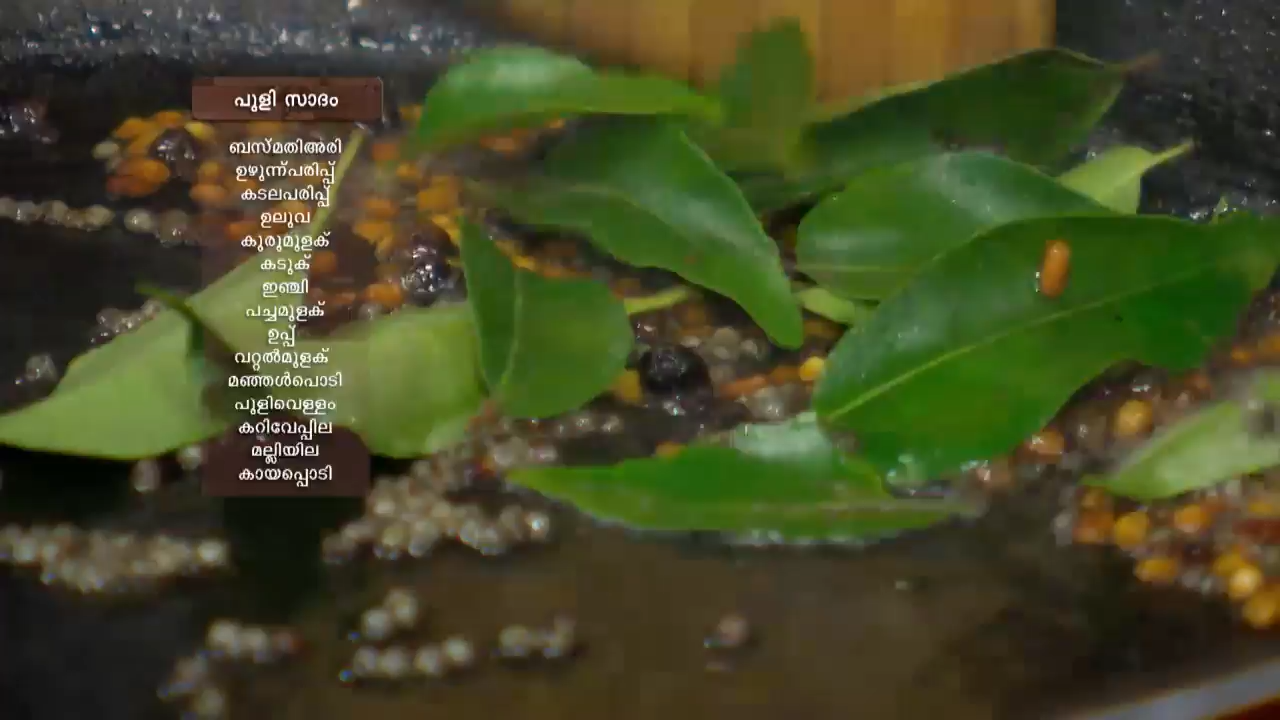 പുളി സാദം
ബസ്മതിഅരി
ഉഴുന്ന്പരിപ്പ്
കടലപരിപ്പ്
ഉലുവ
കുരുമുളക്
കടുക്
ഇഞ്ചി
പച്ചമുളക്
ഉപ്പ്
വറ്റൽമുളക്
മഞ്ഞൾപൊടി
പുളിവെള്ളം
കറിവേപ്പില
മല്ലിയില
കായപ്പൊടി